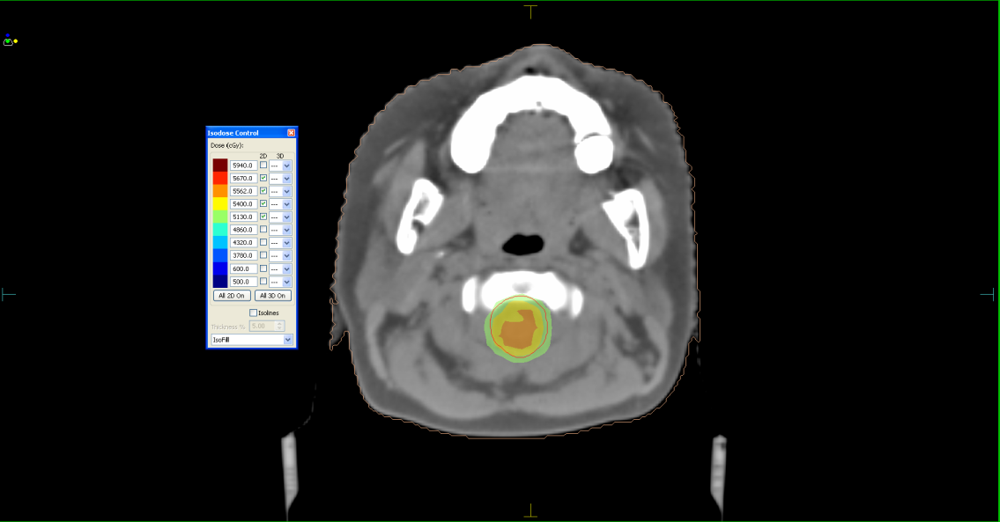 Isodose Control
Dose (cGy):
2D 3D
5940.0 ---
5670.0 ---
5562.0 ---
5400.0 ---
5130.0 ---
4860.0 ---
4320.0 ---
3780.0 ---
600.0 ---
500.0 ---
All 2D On All 3D On
Isolines
Thickness % 5.00
IsoFill